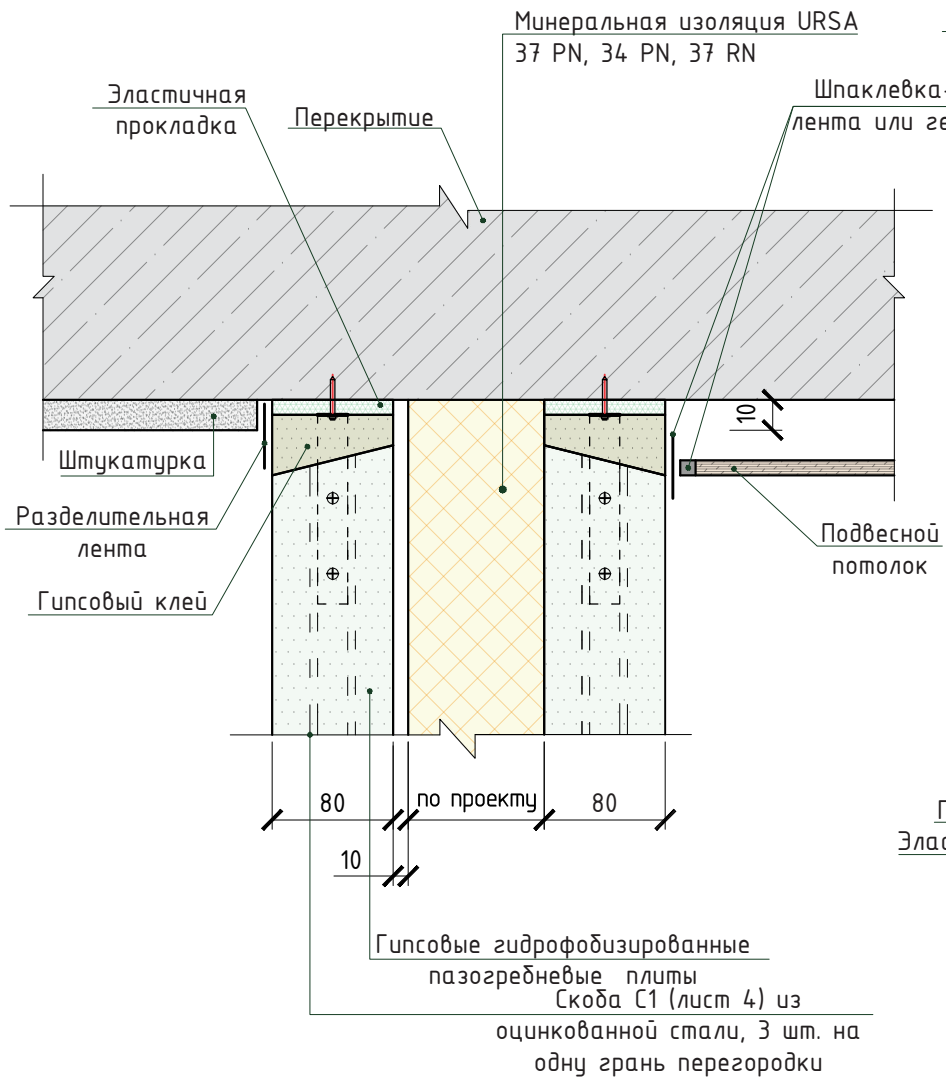 Минеральная изоляция URSA
37 PN, 34 PN, 37 RN
Эластичная
прокладка
Перекрытие
Шпаклевка
лента или
10
Штукатурка
Разделительная
лента
Гипсовый клей
Подвесной
потолок
80
по проекту
80
10
Гипсовые гидрофобизированные
пазогребневые плиты
Скоба С1 (лист 4) из
оцинкованной стали, 3 шт. на
одну грань перегородки